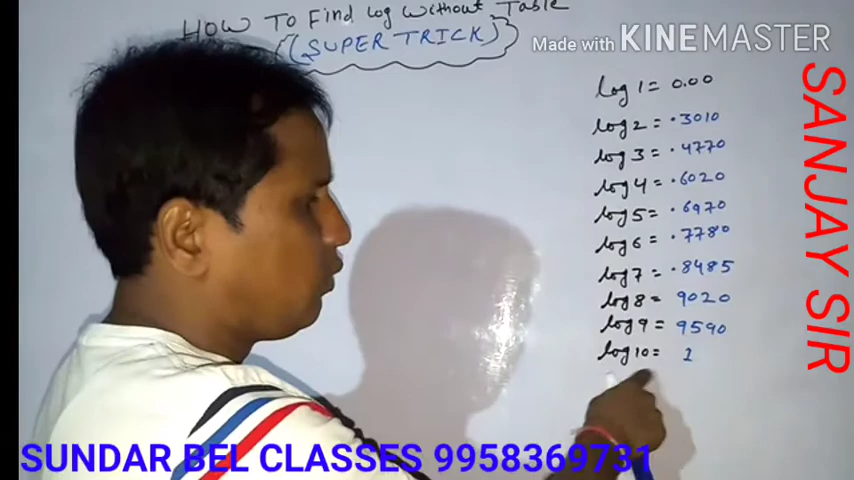 HOW TO Find log without Table
(SUPER TRICK)
Made with KINEMASTER
log 1 = 0.00
log 2 = .3010
log 3 = .4770
log 4 = .6020
log 5 = .6970
log 6 = .7780
log 7 = .8485
log 8 = 9020
log 9 = 9590
log 10 = 1
SANJAY SIR
SUNDAR BEL CLASSES 9958369731